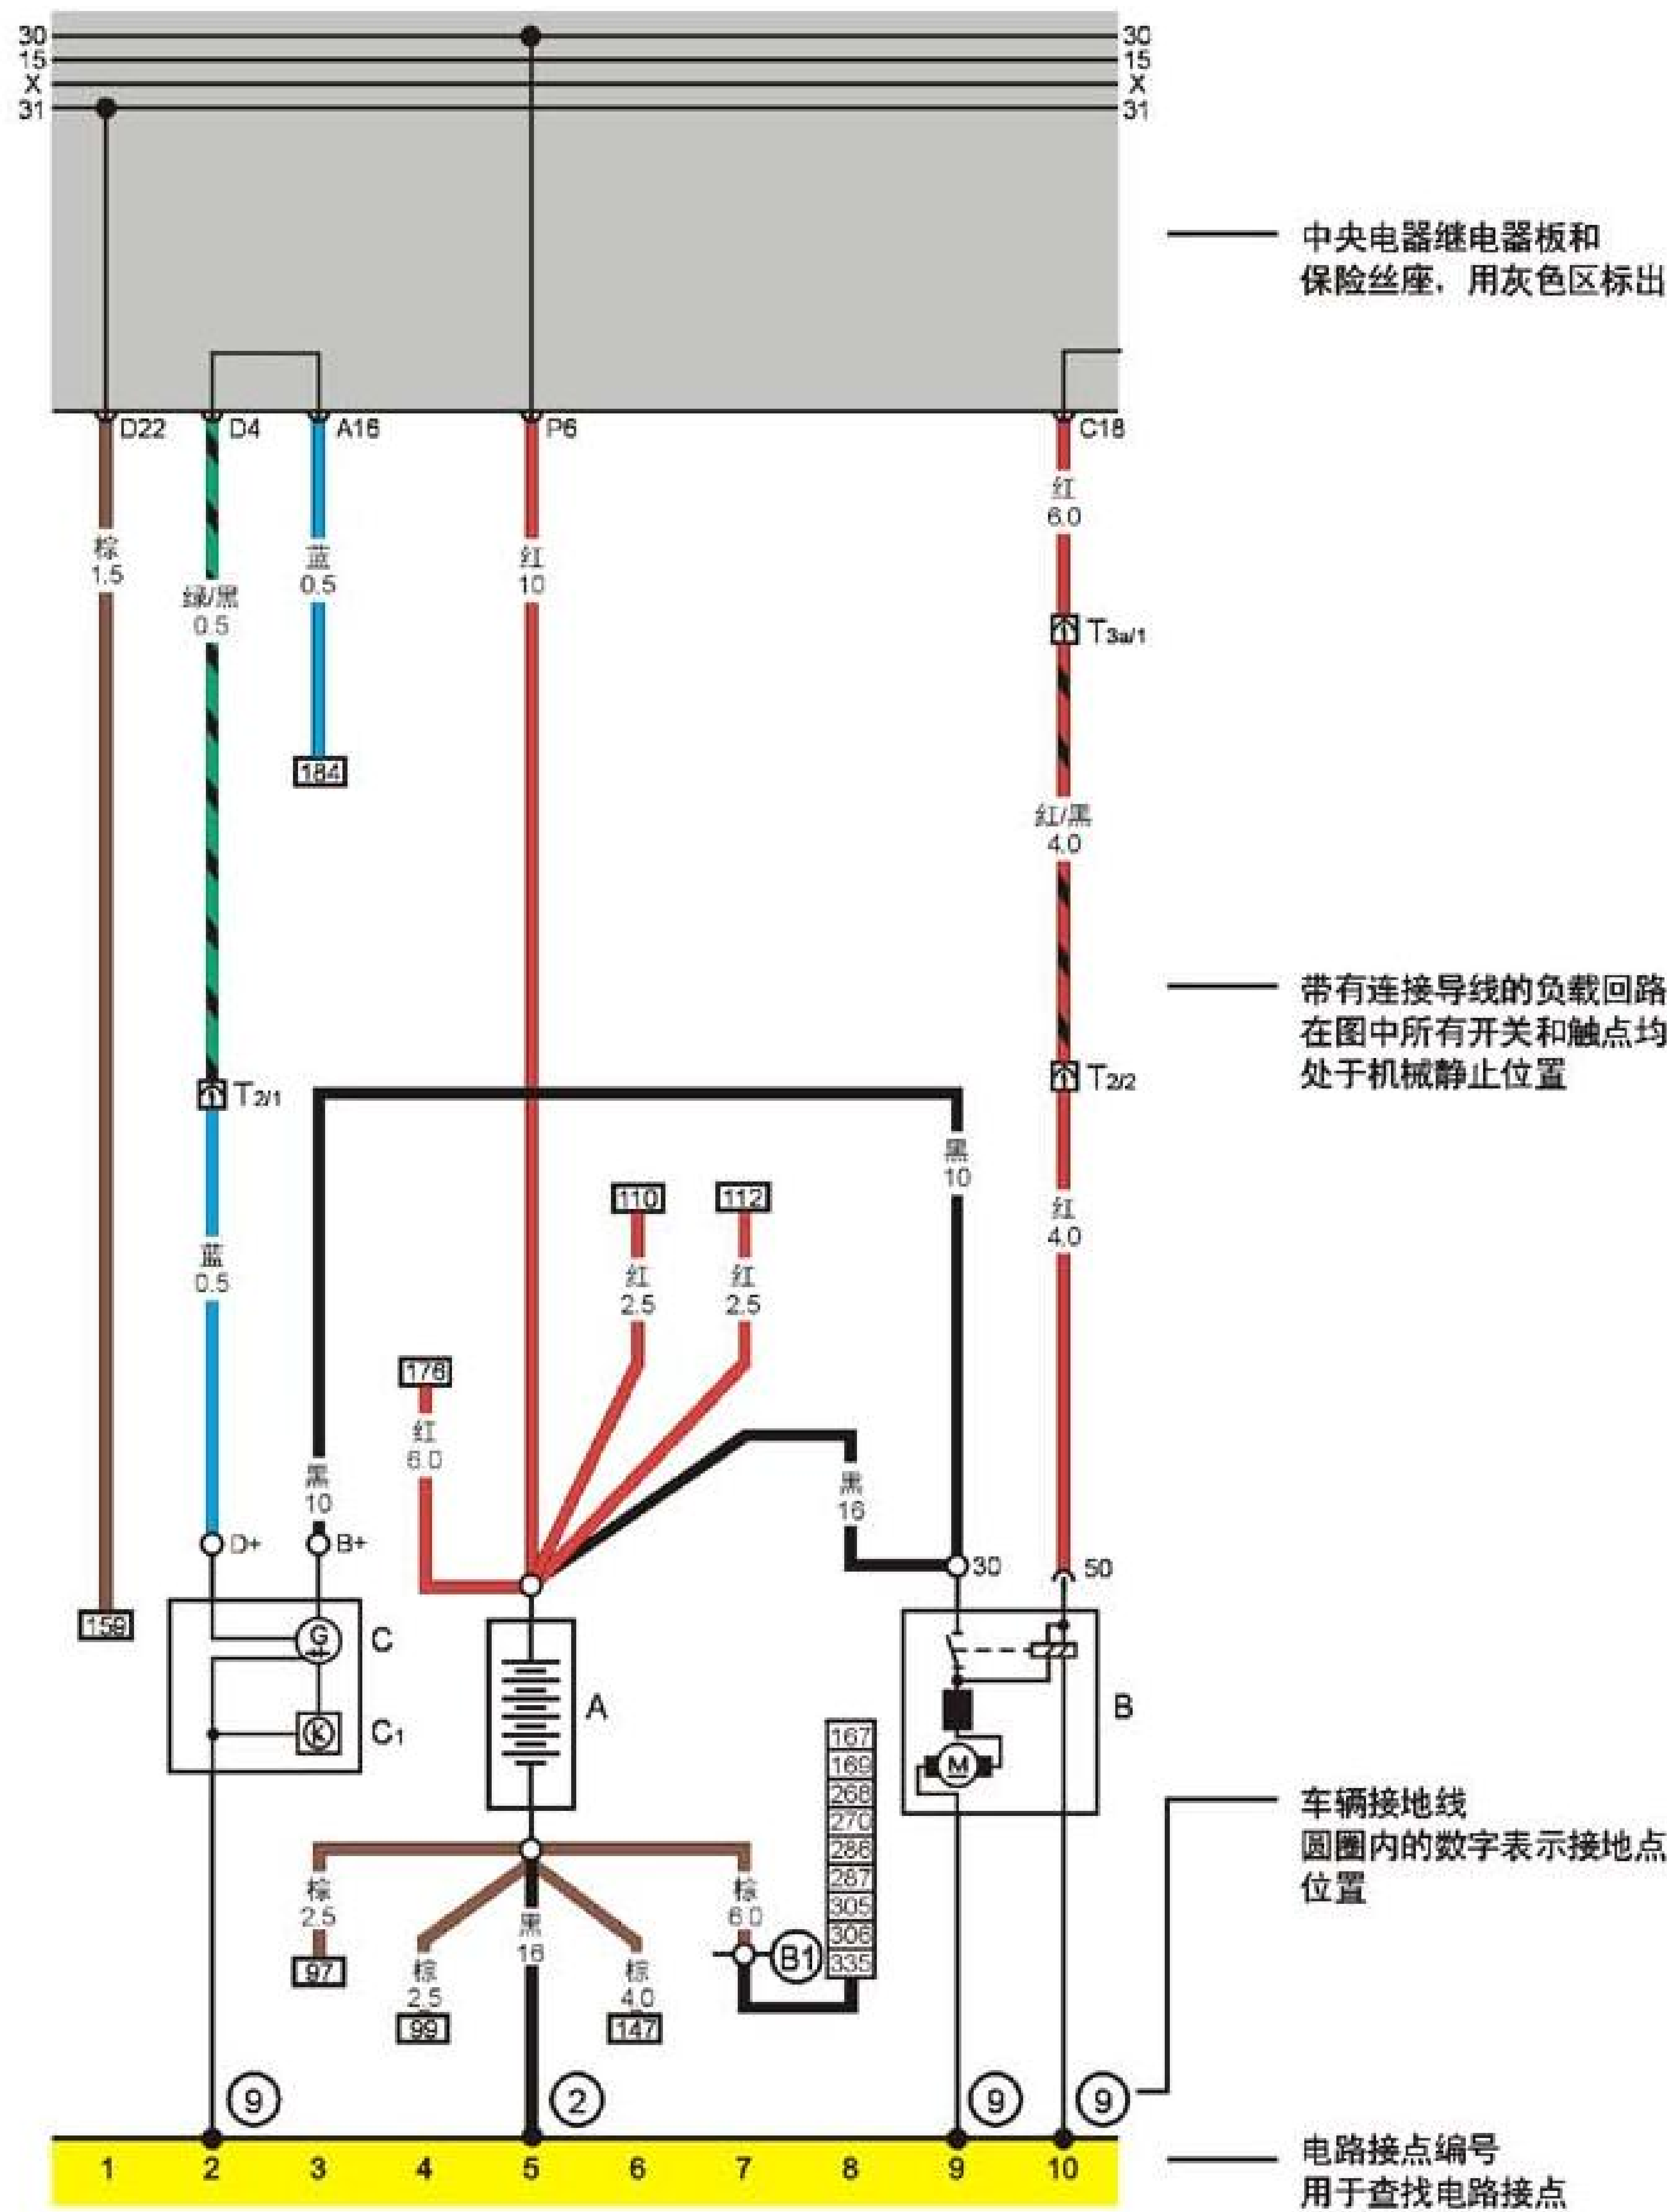 30
30
15
15
X
X
31
31
中央电器继电器板和
保险丝座，用灰色区标出
D22
D4
A16
P6
C18
红
6.0
棕
1.5
蓝
0.5
红
10
绿/黑
0.5
T3a/1
184
红/黑
4.0
带有连接导线的负载回路
在图中所有开关和触点均
处于机械静止位置
T2/1
T2/2
黑
10
110
112
红
4.0
蓝
0.5
红
2.5
红
2.5
176
红
6.0
黑
10
黑
16
D+
B+
30
50
159
G
C
K
C1
A
B
M
167
169
268
270
286
287
305
306
335
车辆接地线
圆圈内的数字表示接地点
位置
棕
2.5
黑
16
棕
6.0
B1
97
棕
2.5
99
棕
4.0
147
9
2
9
9
1 2 3 4 5 6 7 8 9 10
电路接点编号
用于查找电路接点